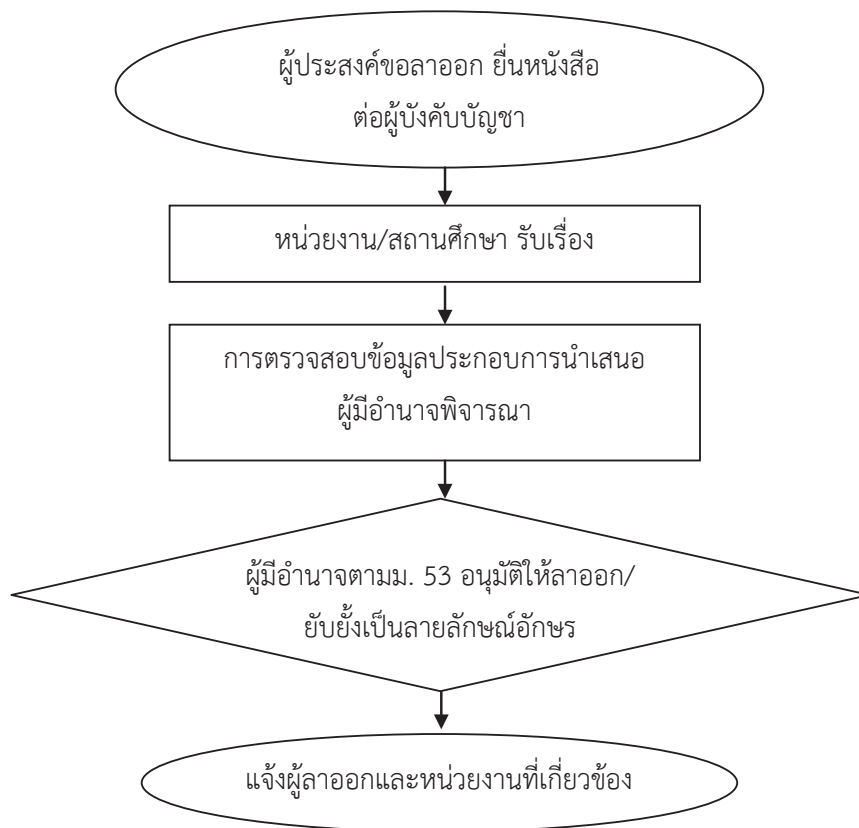 ผู้ประสงค์ขอลาออก ยื่นหนังสือ
ต่อผู้บังคับบัญชา
หน่วยงาน/สถานศึกษา รับเรื่อง
การตรวจสอบข้อมูลประกอบการนำเสนอ
ผู้มีอำนาจพิจารณา
ผู้มีอำนาจตามม. 53 อนุมัติให้ลาออก/
ยับยั้งเป็นลายลักษณ์อักษร
แจ้งผู้ลาออกและหน่วยงานที่เกี่ยวข้อง